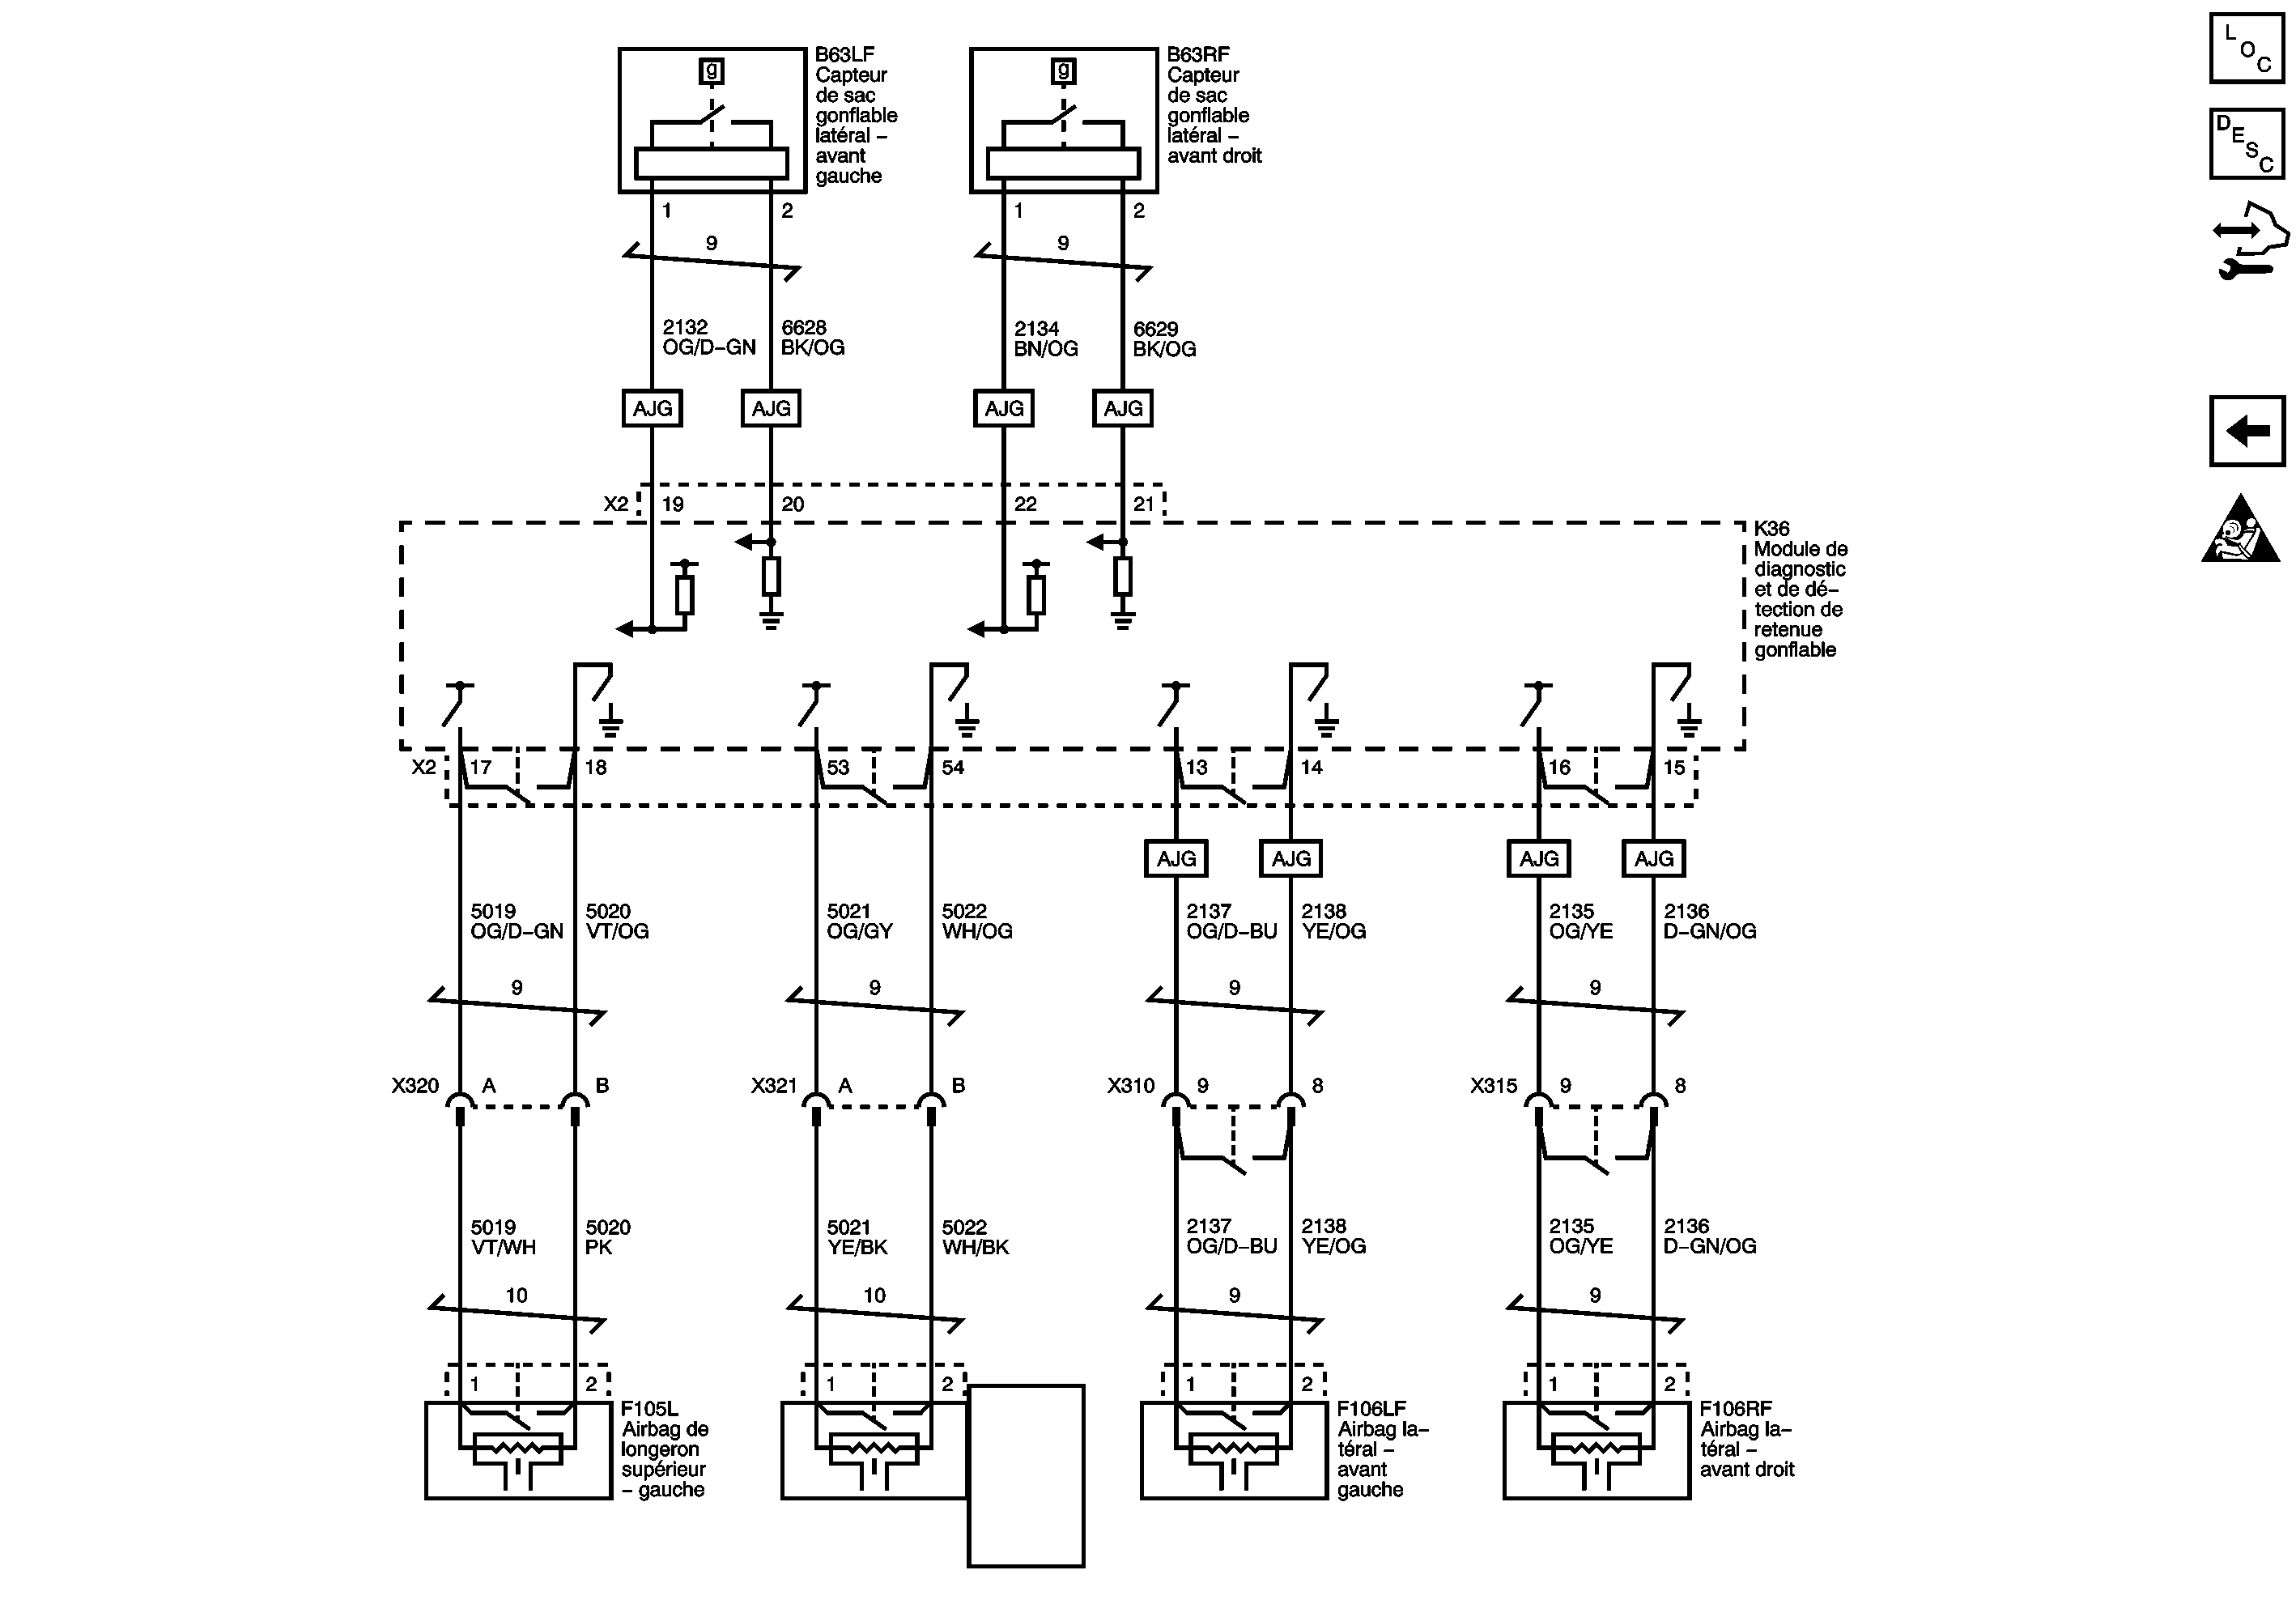 L
O
C
D
E
S
C
B63LF
Capteur
de sac
gonflable
latéral –
avant
gauche
g
1 2
9
2132
OG/D–GN
6628
BK/OG
AJG AJG
B63RF
Capteur
de sac
gonflable
latéral –
avant droit
g
1 2
9
2134
BN/OG
6629
BK/OG
AJG AJG
X2 19 20 22 21
K36
Module de
diagnostic
et de dé–
tection de
retenue
gonflable
X2 17 18 53 54 13 14 16 15
AJG AJG AJG AJG
5019
OG/D–GN
5020
VT/OG
5021
OG/GY
5022
WH/OG
2137
OG/D–BU
2138
YE/OG
2135
OG/YE
2136
D–GN/OG
9 9 9 9
X320 A B X321 A B X310 9 8 X315 9 8
5019
VT/WH
5020
PK
5021
YE/BK
5022
WH/BK
2137
OG/D–BU
2138
YE/OG
2135
OG/YE
2136
D–GN/OG
10 10 9 9
1 2 1 2 1 2 1 2
F105L
Airbag de
longeron
supérieur
– gauche
F106LF
Airbag la–
téral –
avant
gauche
F106RF
Airbag la–
téral –
avant droit